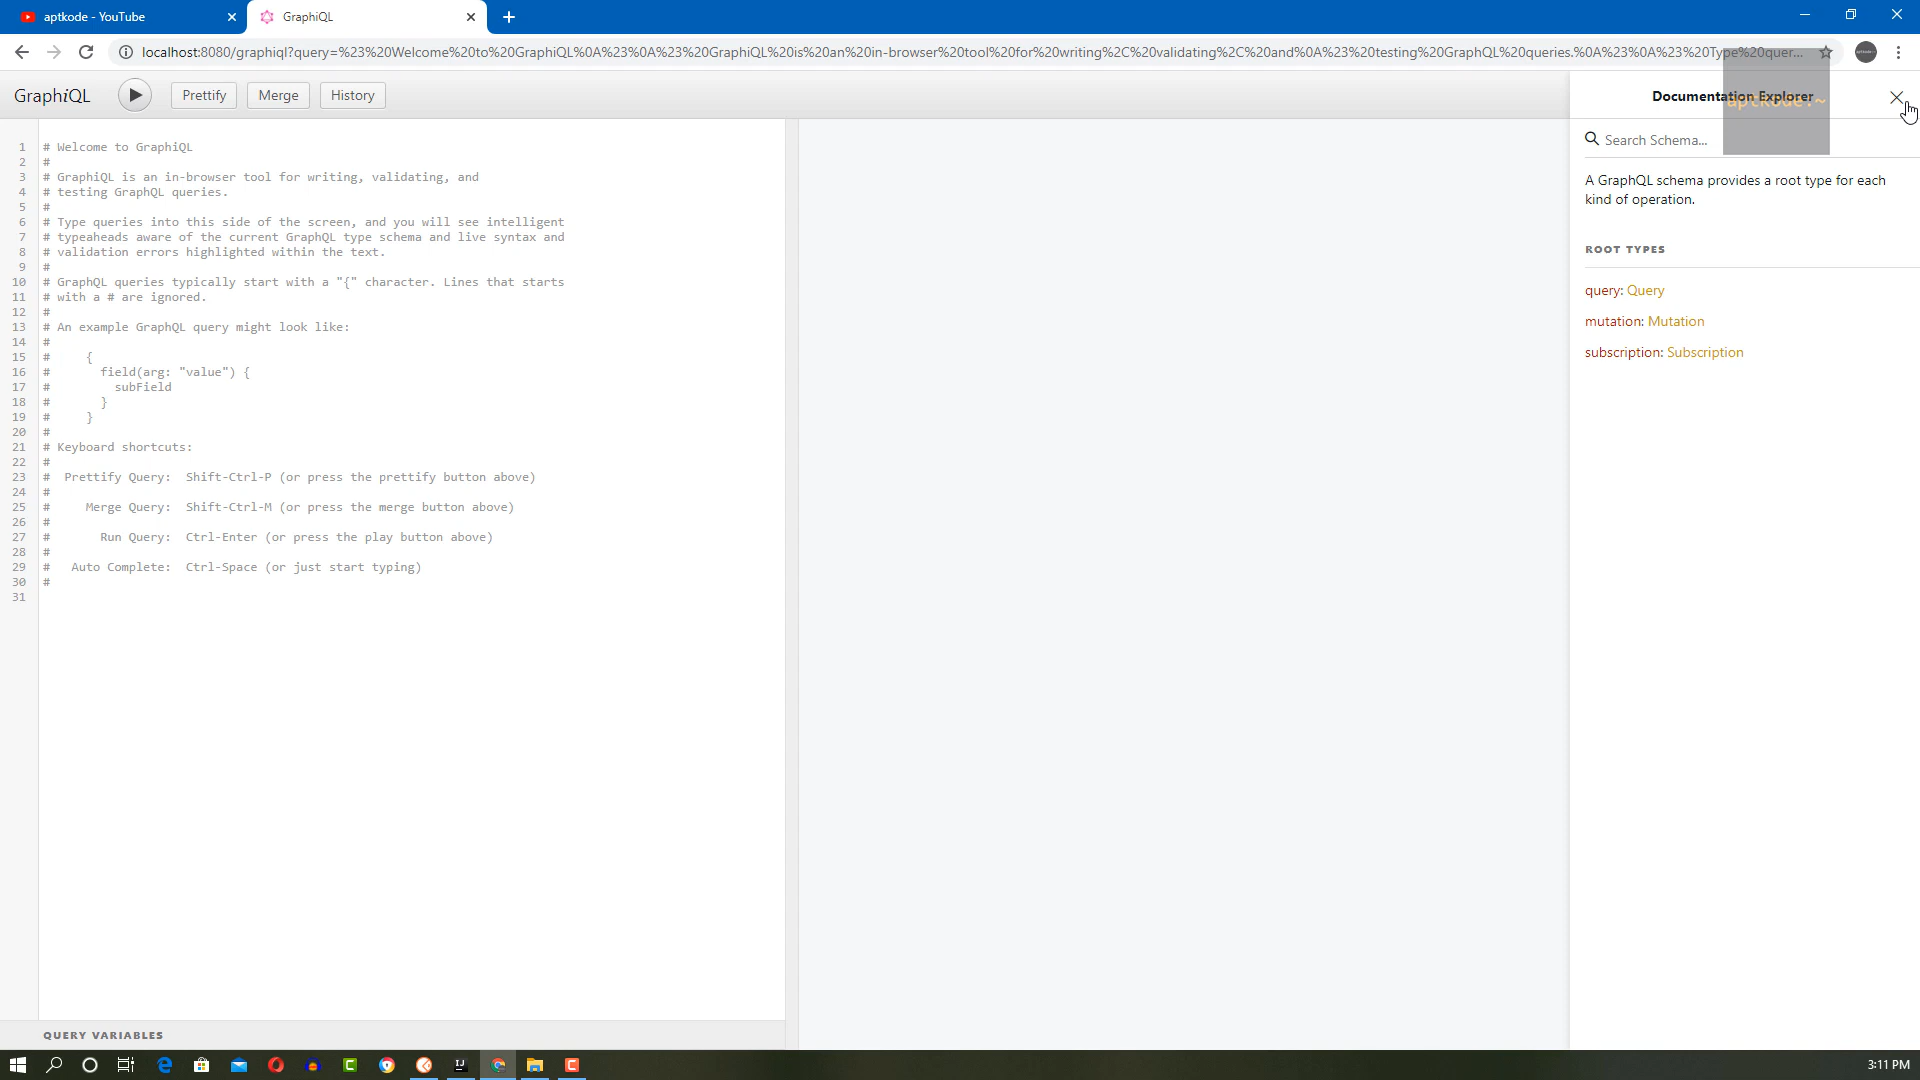 aptkode - YouTube
GraphiQL
localhost:8080/graphiql?query=%23%20Welcome%20to%20GraphiQL%0A%23%0A%23%20GraphiQL%20is%20an%20in-browser%20tool%20for%20writing%2C%20validating%2C%20and%0A%23%20testing%20GraphQL%20queries.%0A%23%0A%23%20Type%20quer...
GraphiQL
Prettify
Merge
History
Documentation Explorer
aptkode:~
Search Schema...
A GraphQL schema provides a root type for each
kind of operation.
ROOT TYPES
query: Query
mutation: Mutation
subscription: Subscription
1 # Welcome to GraphiQL
2 #
3 # GraphiQL is an in-browser tool for writing, validating, and
4 # testing GraphQL queries.
5 #
6 # Type queries into this side of the screen, and you will see intelligent
7 # typeaheads aware of the current GraphQL type schema and live syntax and
8 # validation errors highlighted within the text.
9 #
10 # GraphQL queries typically start with a "{" character. Lines that starts
11 # with a # are ignored.
12 #
13 # An example GraphQL query might look like:
14 #
15 #     {
16 #       field(arg: "value") {
17 #         subField
18 #       }
19 #     }
20 #
21 # Keyboard shortcuts:
22 #
23 #  Prettify Query:  Shift-Ctrl-P (or press the prettify button above)
24 #
25 #     Merge Query:  Shift-Ctrl-M (or press the merge button above)
26 #
27 #       Run Query:  Ctrl-Enter (or press the play button above)
28 #
29 #   Auto Complete:  Ctrl-Space (or just start typing)
30 #
31
QUERY VARIABLES
3:11 PM